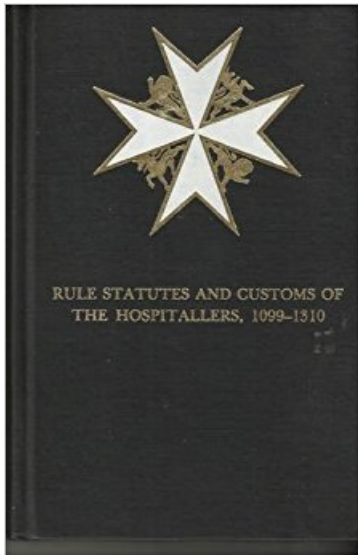 RULE STATUTES AND CUSTOMS OF
THE HOSPITALLERS, 1099–1310